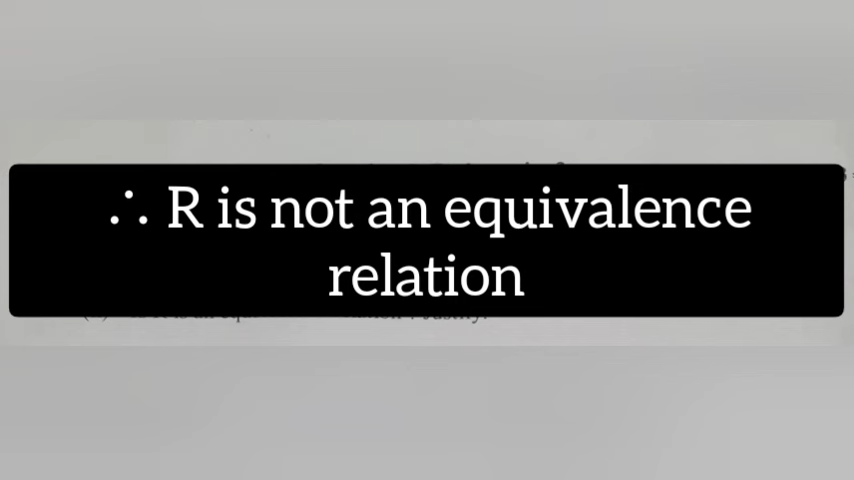 ∴ R is not an equivalence
relation